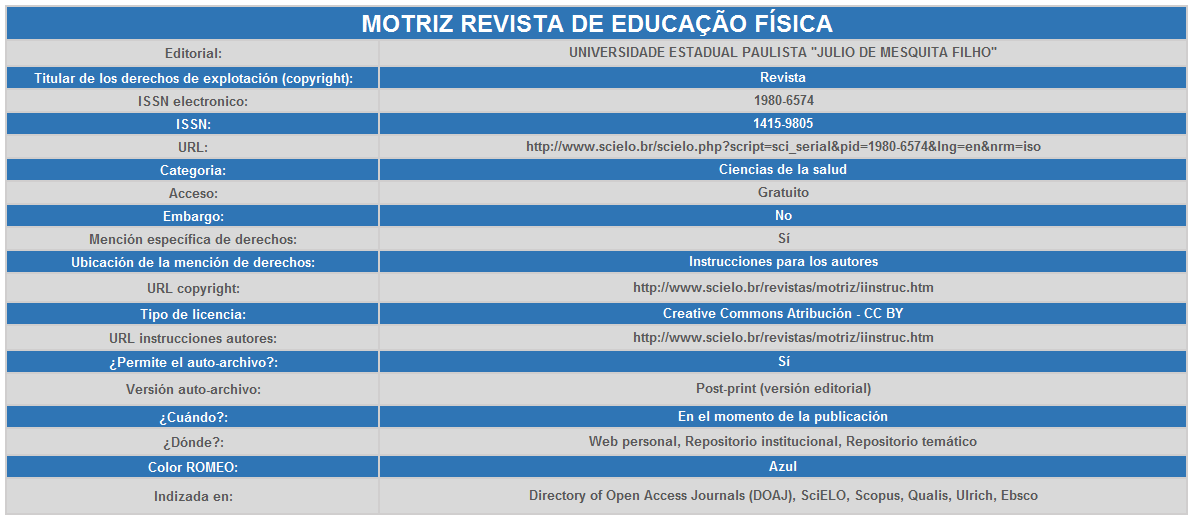 MOTRIZ REVISTA DE EDUCAÇÃO FÍSICA
Editorial: UNIVERSIDADE ESTADUAL PAULISTA "JULIO DE MESQUITA FILHO"
Titular de los derechos de explotación (copyright): Revista
ISSN electronico: 1980-6574
ISSN: 1415-9805
URL: http://www.scielo.br/scielo.php?script=sci_serial&pid=1980-6574&lng=en&nrm=iso
Categoria: Ciencias de la salud
Acceso: Gratuito
Embargo: No
Mención específica de derechos: Sí
Ubicación de la mención de derechos: Instrucciones para los autores
URL copyright: http://www.scielo.br/revistas/motriz/iinstruc.htm
Tipo de licencia: Creative Commons Atribución - CC BY
URL instrucciones autores: http://www.scielo.br/revistas/motriz/iinstruc.htm
¿Permite el auto-archivo?: Sí
Versión auto-archivo: Post-print (versión editorial)
¿Cuándo?: En el momento de la publicación
¿Dónde?: Web personal, Repositorio institucional, Repositorio temático
Color ROMEO: Azul
Indizada en: Directory of Open Access Journals (DOAJ), SciELO, Scopus, Qualis, Ulrich, Ebsco